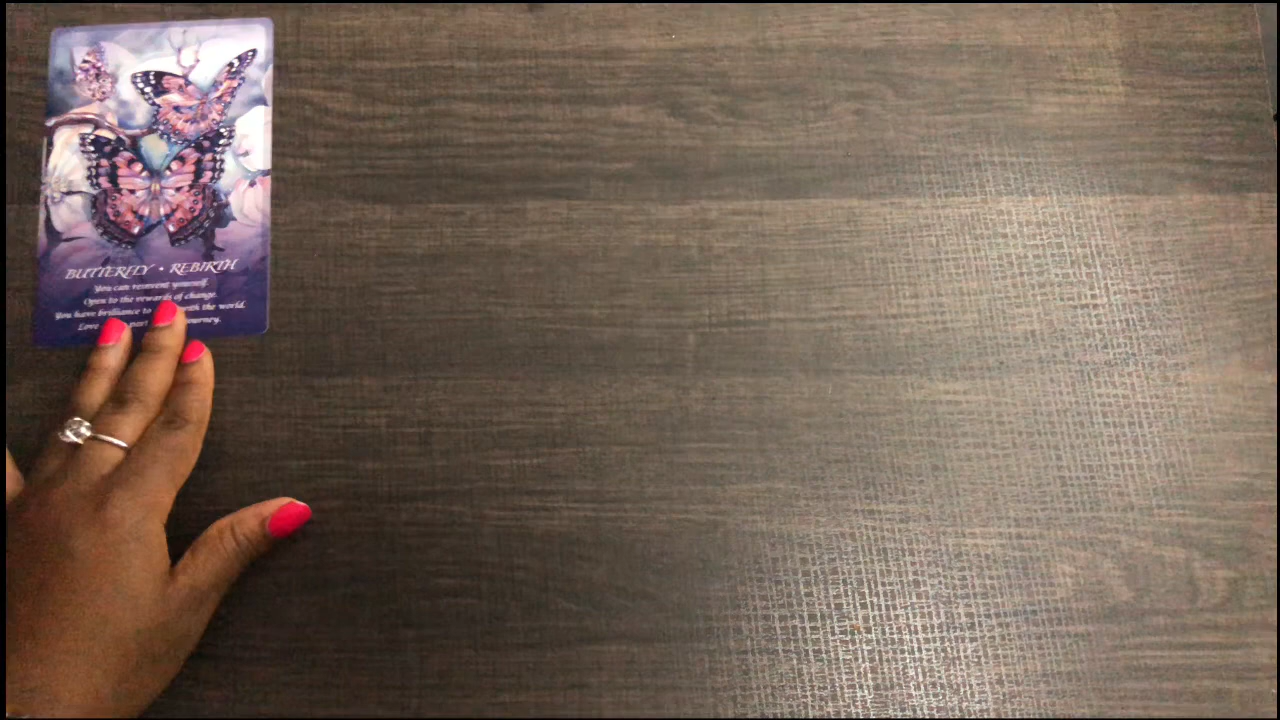 BUTTERFLY • REBIRTH
You can reinvent yourself.
Open to the rewards of change.
You have brilliance to with the world.
Love part journey.